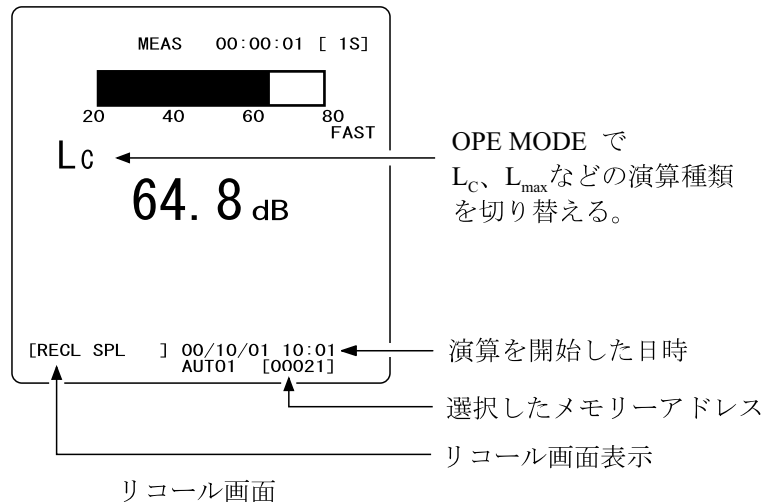 MEAS 00:00:01 [ 1S]
20 40 60 80
FAST
LC
64.8 dB
OPE MODE で
LC、Lmaxなどの演算種類
を切り替える。
[RECL SPL ] 00/10/01 10:01
AUTO1 [00021]
演算を開始した日時
選択したメモリーアドレス
リコール画面表示
リコール画面